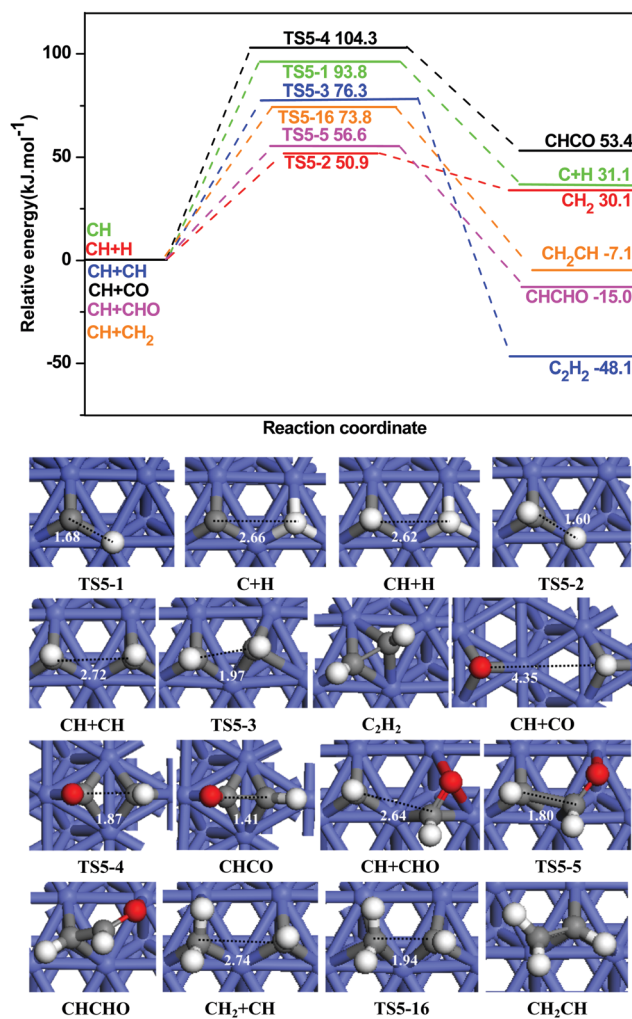 TS5-4 104.3
100
TS5-1 93.8
TS5-3 76.3
TS5-16 73.8
TS5-5 56.6
TS5-2 50.9
50
CHCO 53.4
C+H 31.1
CH₂ 30.1
CH
CH+H
0
CH+CH
CH+CO
CH+CHO
CH+CH₂
CH₂CH -7.1
CHCHO -15.0
-50
C₂H₂ -48.1
Relative energy(kJ.mol⁻¹)
Reaction coordinate
1.68
2.66
2.62
1.60
TS5-1
C+H
CH+H
TS5-2
2.72
1.97
4.35
CH+CH
TS5-3
C₂H₂
CH+CO
1.87
1.41
2.64
1.80
TS5-4
CHCO
CH+CHO
TS5-5
2.74
1.94
CHCHO
CH₂+CH
TS5-16
CH₂CH